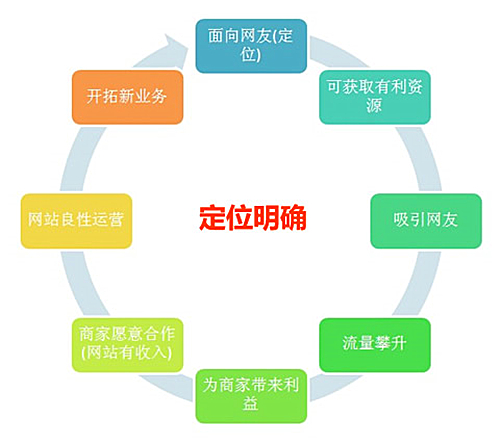 面向网友(定
位)
可获取有利资
源
吸引网友
流量攀升
为商家带来利
益
商家愿意合作
(网站有收入)
网站良性运营
开拓新业务
定位明确